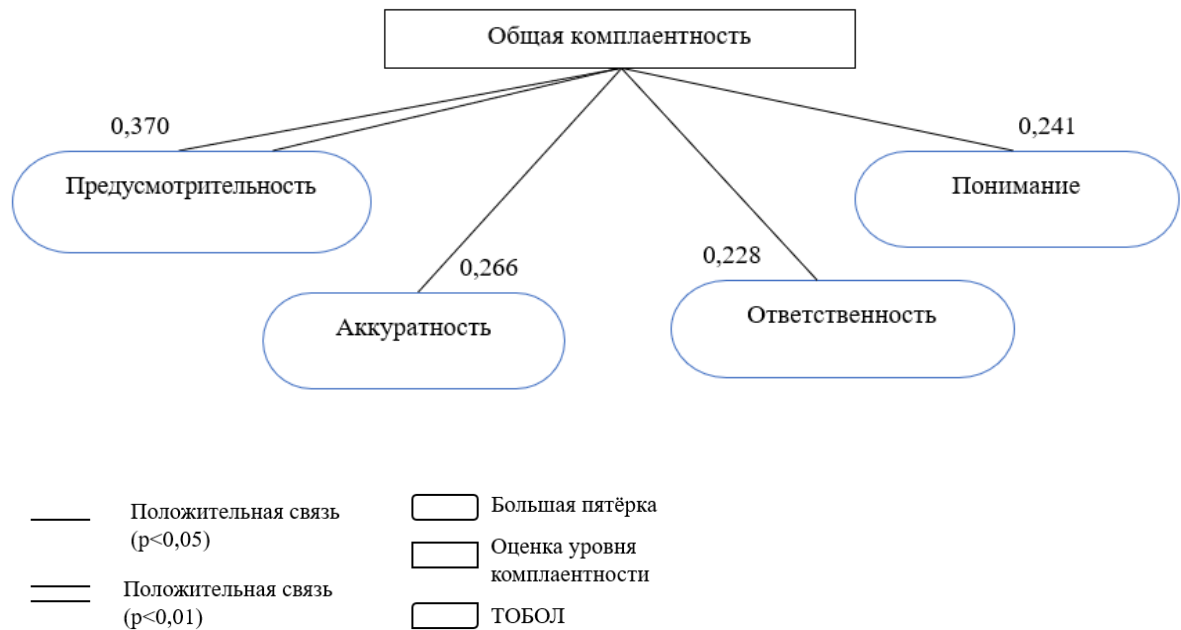 Общая комплаентность
0,370
0,241
Предусмотрительность
Понимание
0,266
0,228
Аккуратность
Ответственность
Положительная связь
(p<0,05)
Положительная связь
(p<0,01)
Большая пятёрка
Оценка уровня
комплаентности
ТОБОЛ